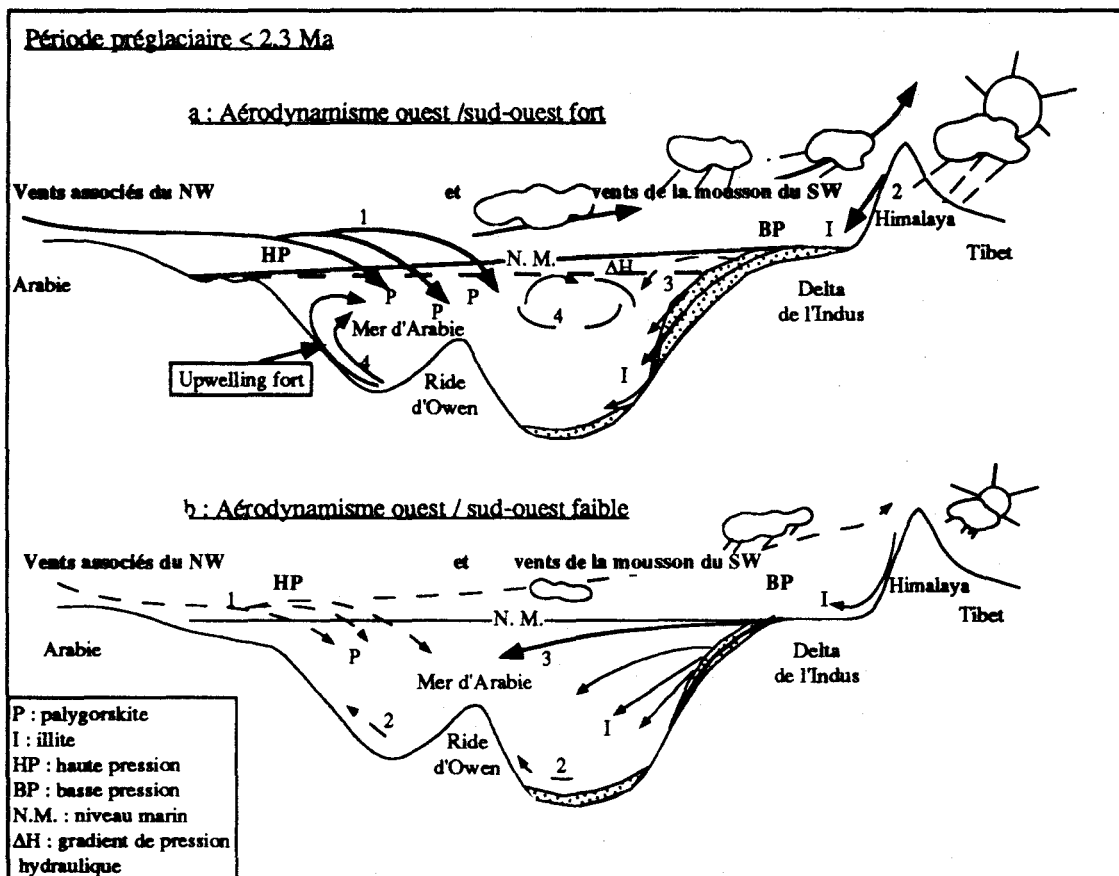 Période préglaciaire < 2.3 Ma
a : Aérodynamisme ouest /sud-ouest fort
Vents associés du NW et vents de la mousson du SW
1
2
HP
BP
I
Himalaya
N. M.
ΔH
Tibet
Arabie
P
P
P
3
Delta
de l'Indus
4
Mer d'Arabie
4
I
Upwelling fort
Ride
d'Owen
b : Aérodynamisme ouest / sud-ouest faible
Vents associés du NW et vents de la mousson du SW
HP
BP
Himalaya
1
I
Tibet
N. M.
Arabie
P
3
Delta
de l'Indus
Mer d'Arabie
2
I
Ride
d'Owen
2
P : palygorskite
I : illite
HP : haute pression
BP : basse pression
N.M. : niveau marin
ΔH : gradient de pression
hydraulique